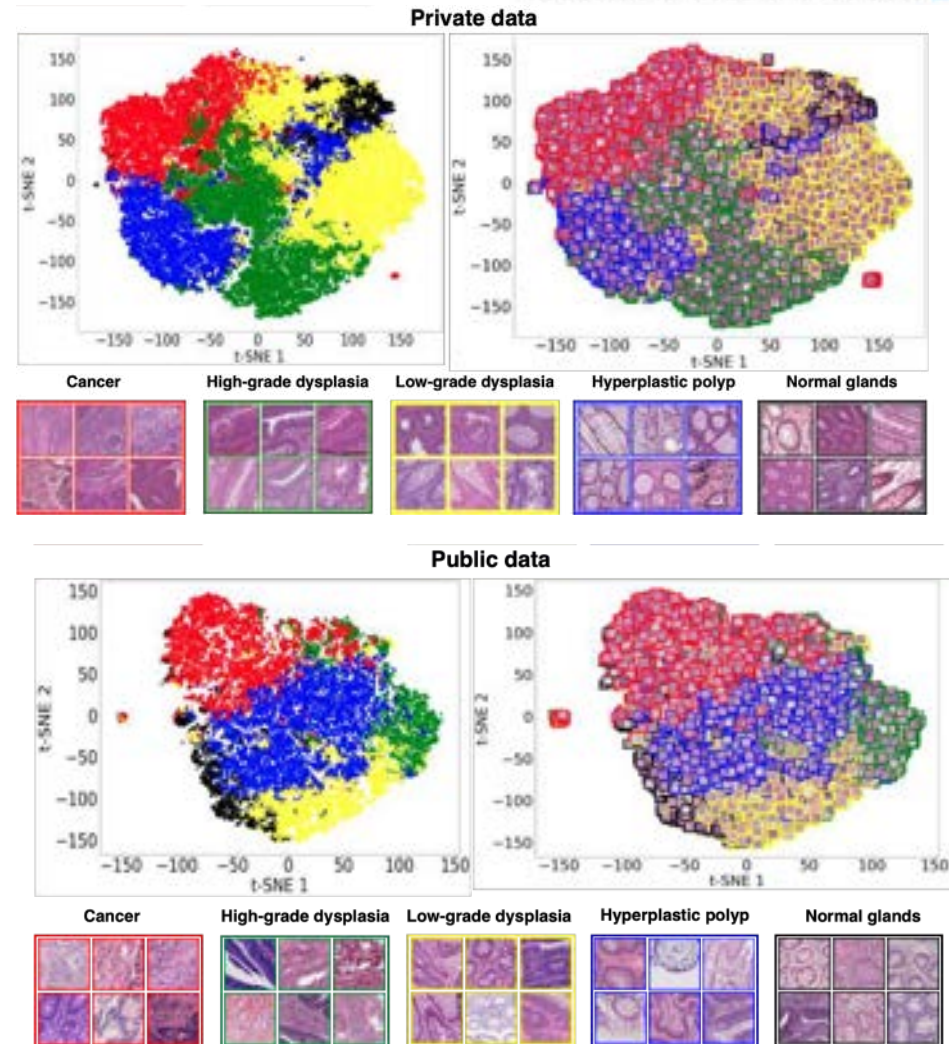 Private data
150
100
50
0
−50
−100
−150
t-SNE 2
−150 −100 −50 0 50 100 150
t-SNE 1
150
100
50
0
−50
−100
−150
t-SNE 2
−150 −100 −50 0 50 100 150
t-SNE 1
Cancer High-grade dysplasia Low-grade dysplasia Hyperplastic polyp Normal glands
Public data
150
100
50
0
−50
−100
−150
t-SNE 2
−150 −100 −50 0 50 100 150
t-SNE 1
150
100
50
0
−50
−100
−150
t-SNE 2
−150 −100 −50 0 50 100 150
t-SNE 1
Cancer High-grade dysplasia Low-grade dysplasia Hyperplastic polyp Normal glands